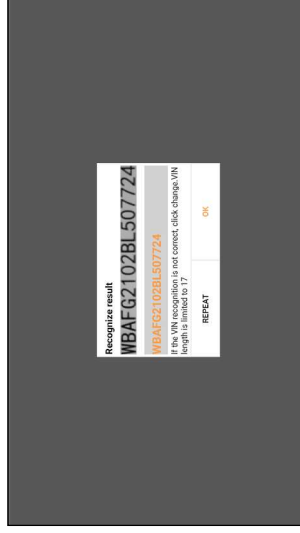 Recognize result
WBAFG2102BL507724
WBAFG2102BL507724
If the VIN recognition is not correct, click change.VIN
length is limited to 17
REPEAT
OK